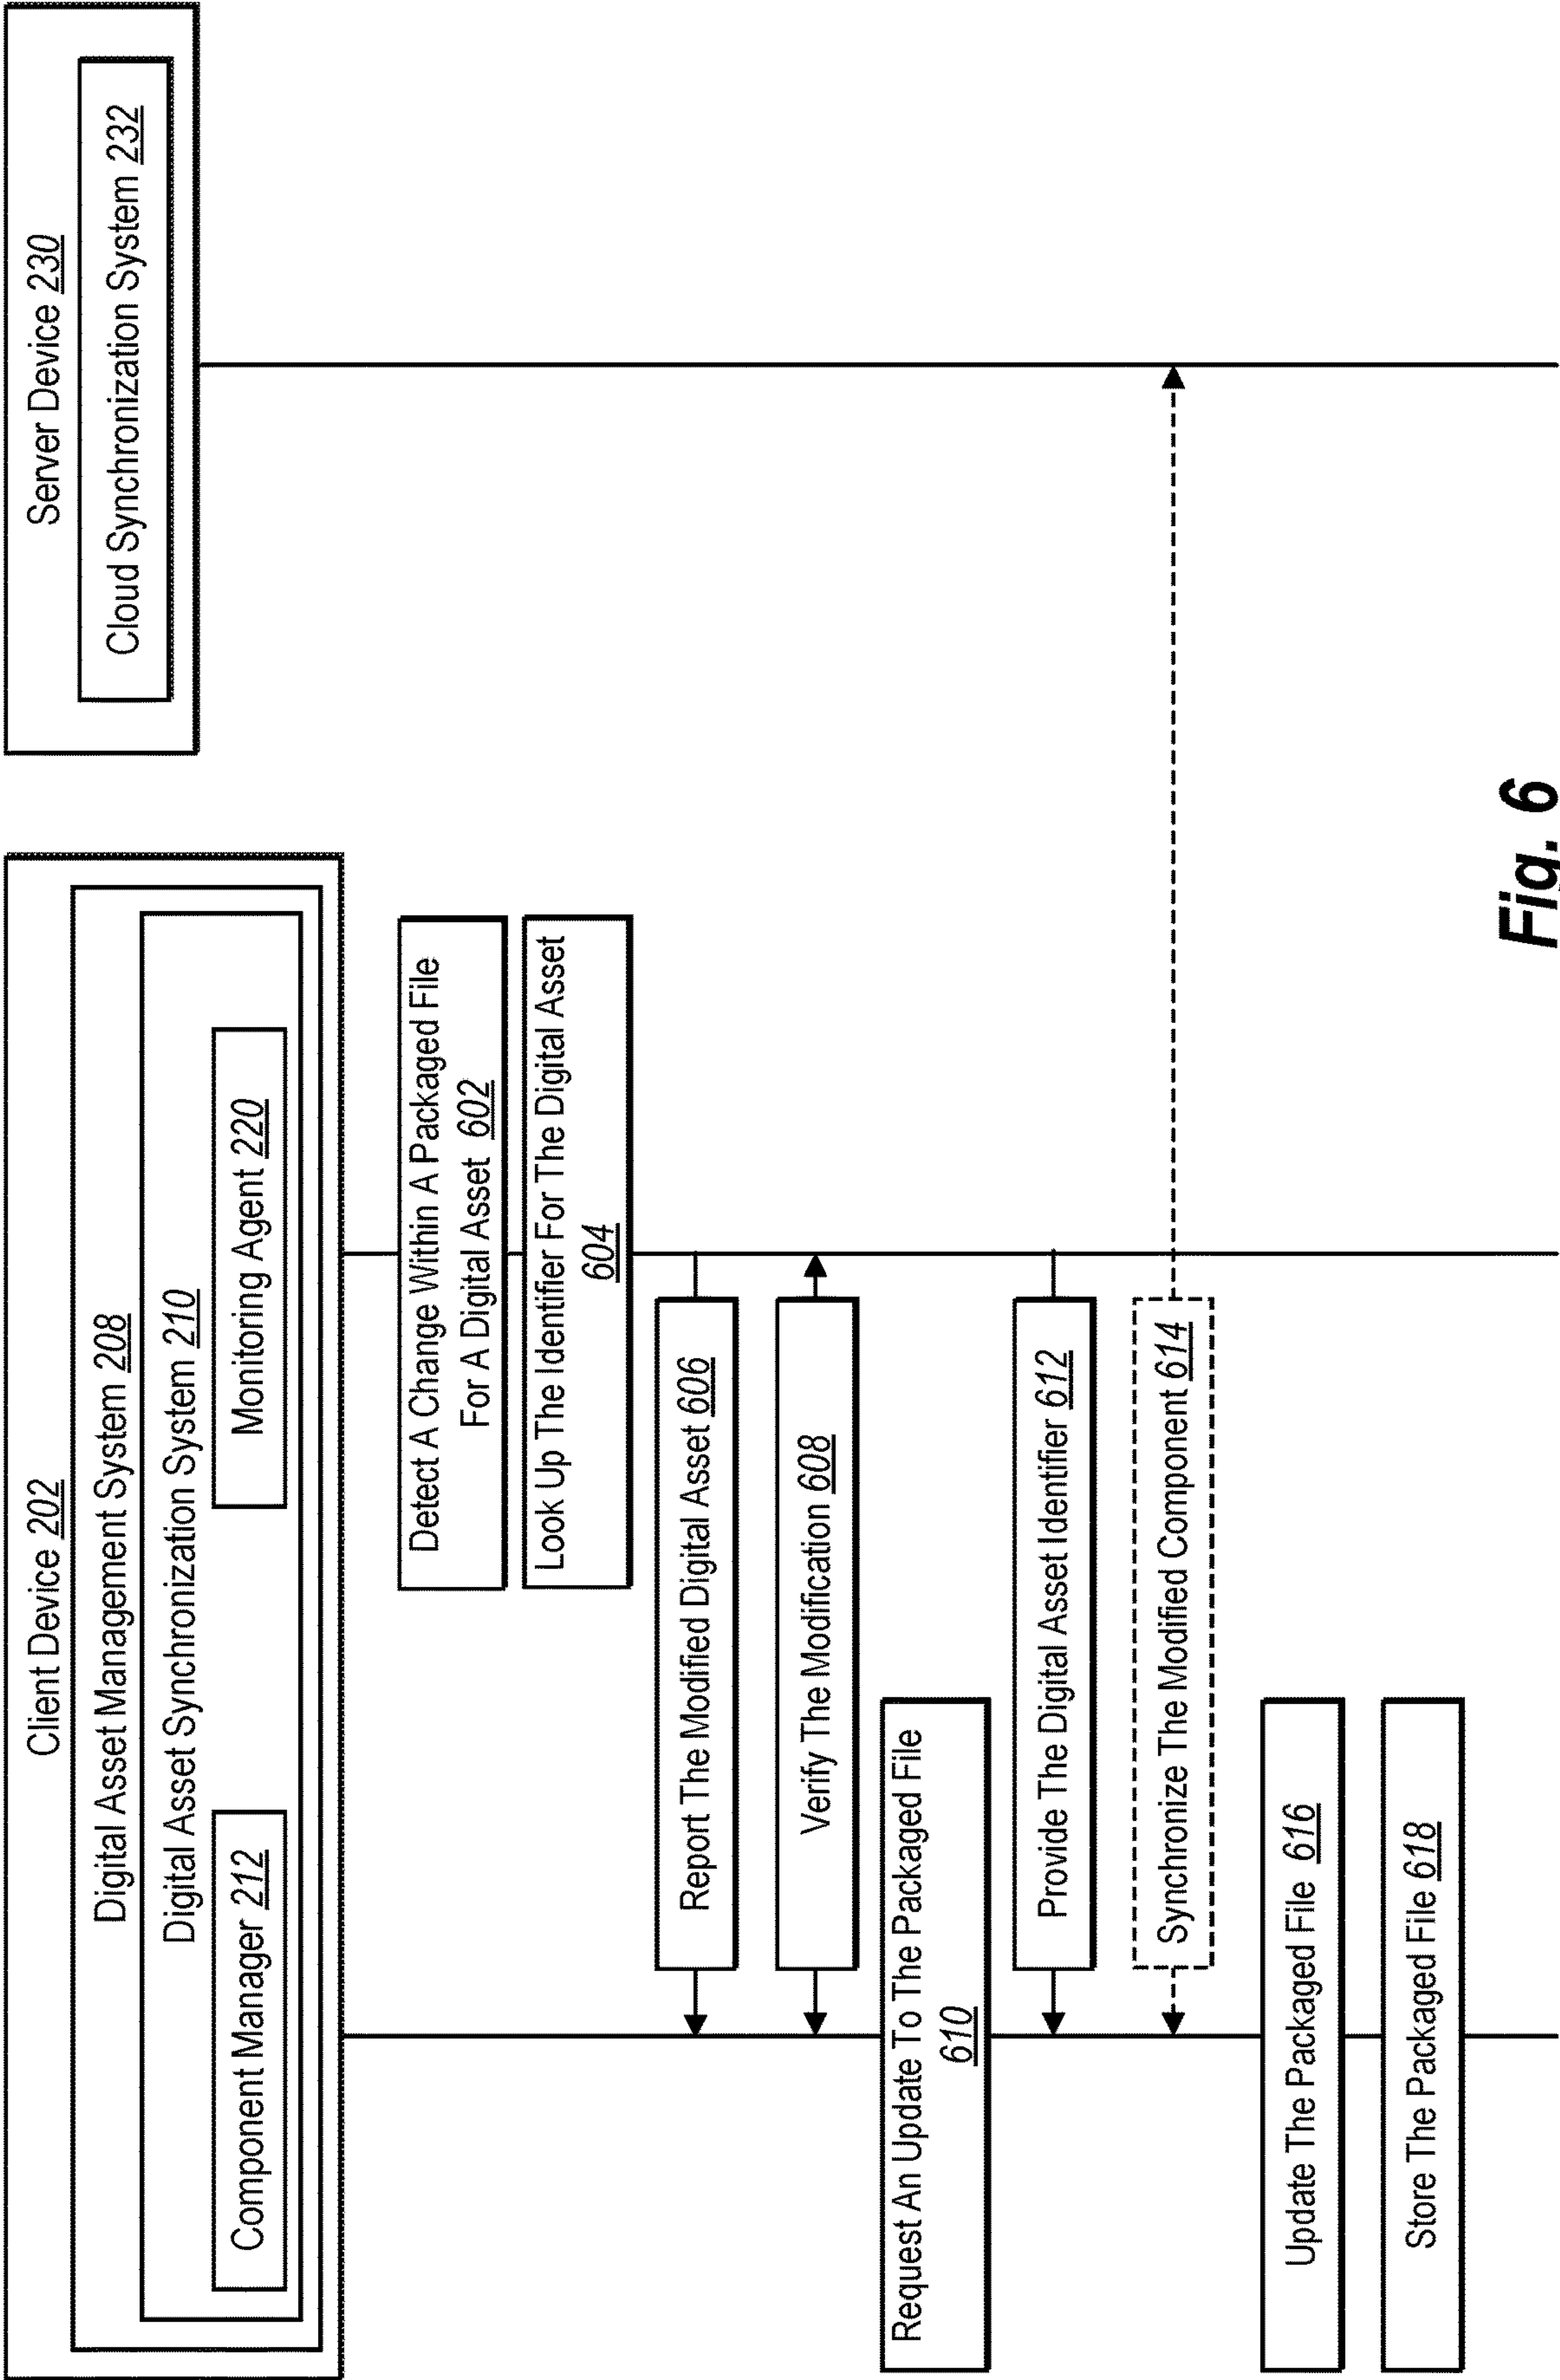 Client Device 202
Digital Asset Management System 208
Digital Asset Synchronization System 210
Component Manager 212
Monitoring Agent 220
Server Device 230
Cloud Synchronization System 232
Detect A Change Within A Packaged File
For A Digital Asset 602
Look Up The Identifier For The Digital Asset
604
Report The Modified Digital Asset 606
Verify The Modification 608
Request An Update To The Packaged File
610
Provide The Digital Asset Identifier 612
Synchronize The Modified Component 614
Update The Packaged File 616
Store The Packaged File 618
Fig. 6